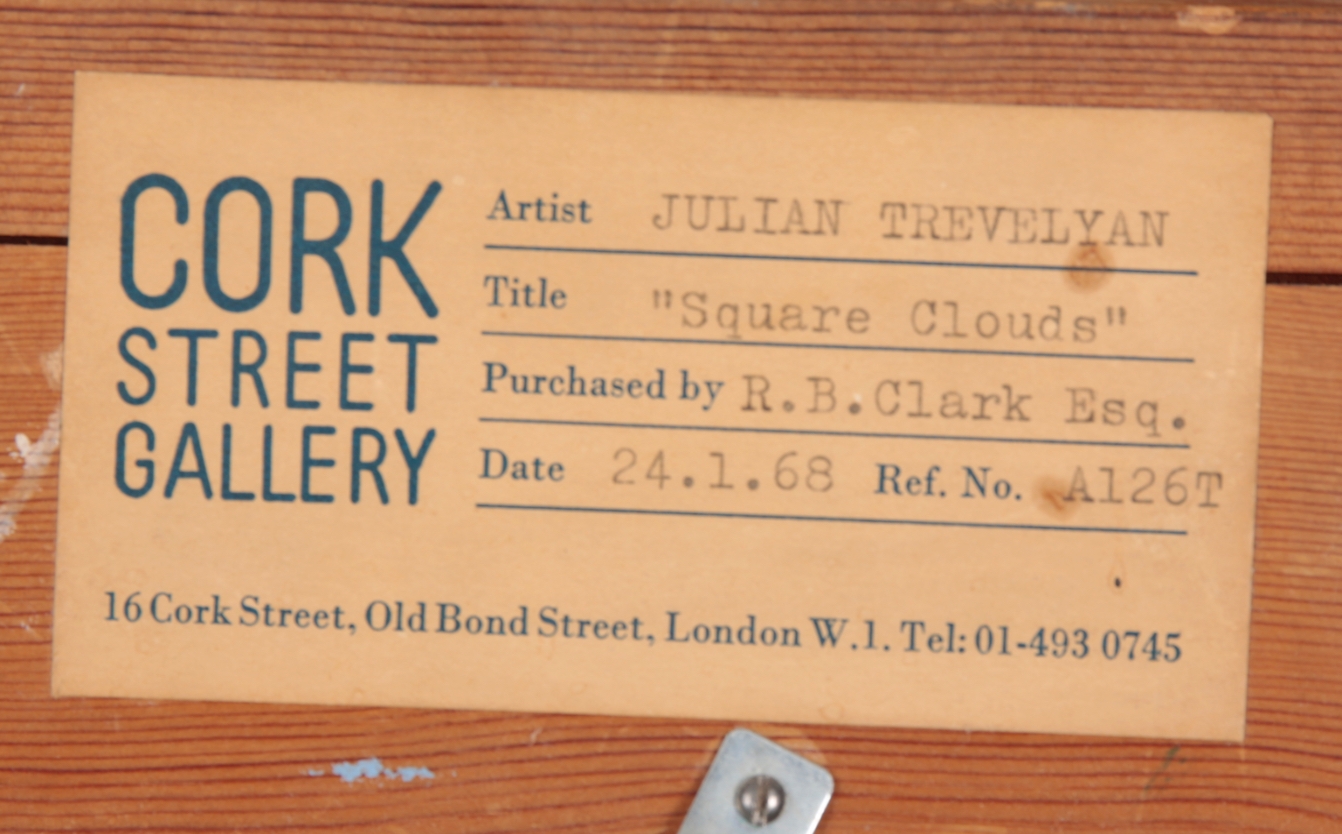 CORK
STREET
GALLERY
Artist JULIAN TREVELYAN
Title "Square Clouds"
Purchased by R.B.Clark Esq.
Date 24.1.68 Ref. No. A126T
16 Cork Street, Old Bond Street, London W.1. Tel: 01-493 0745